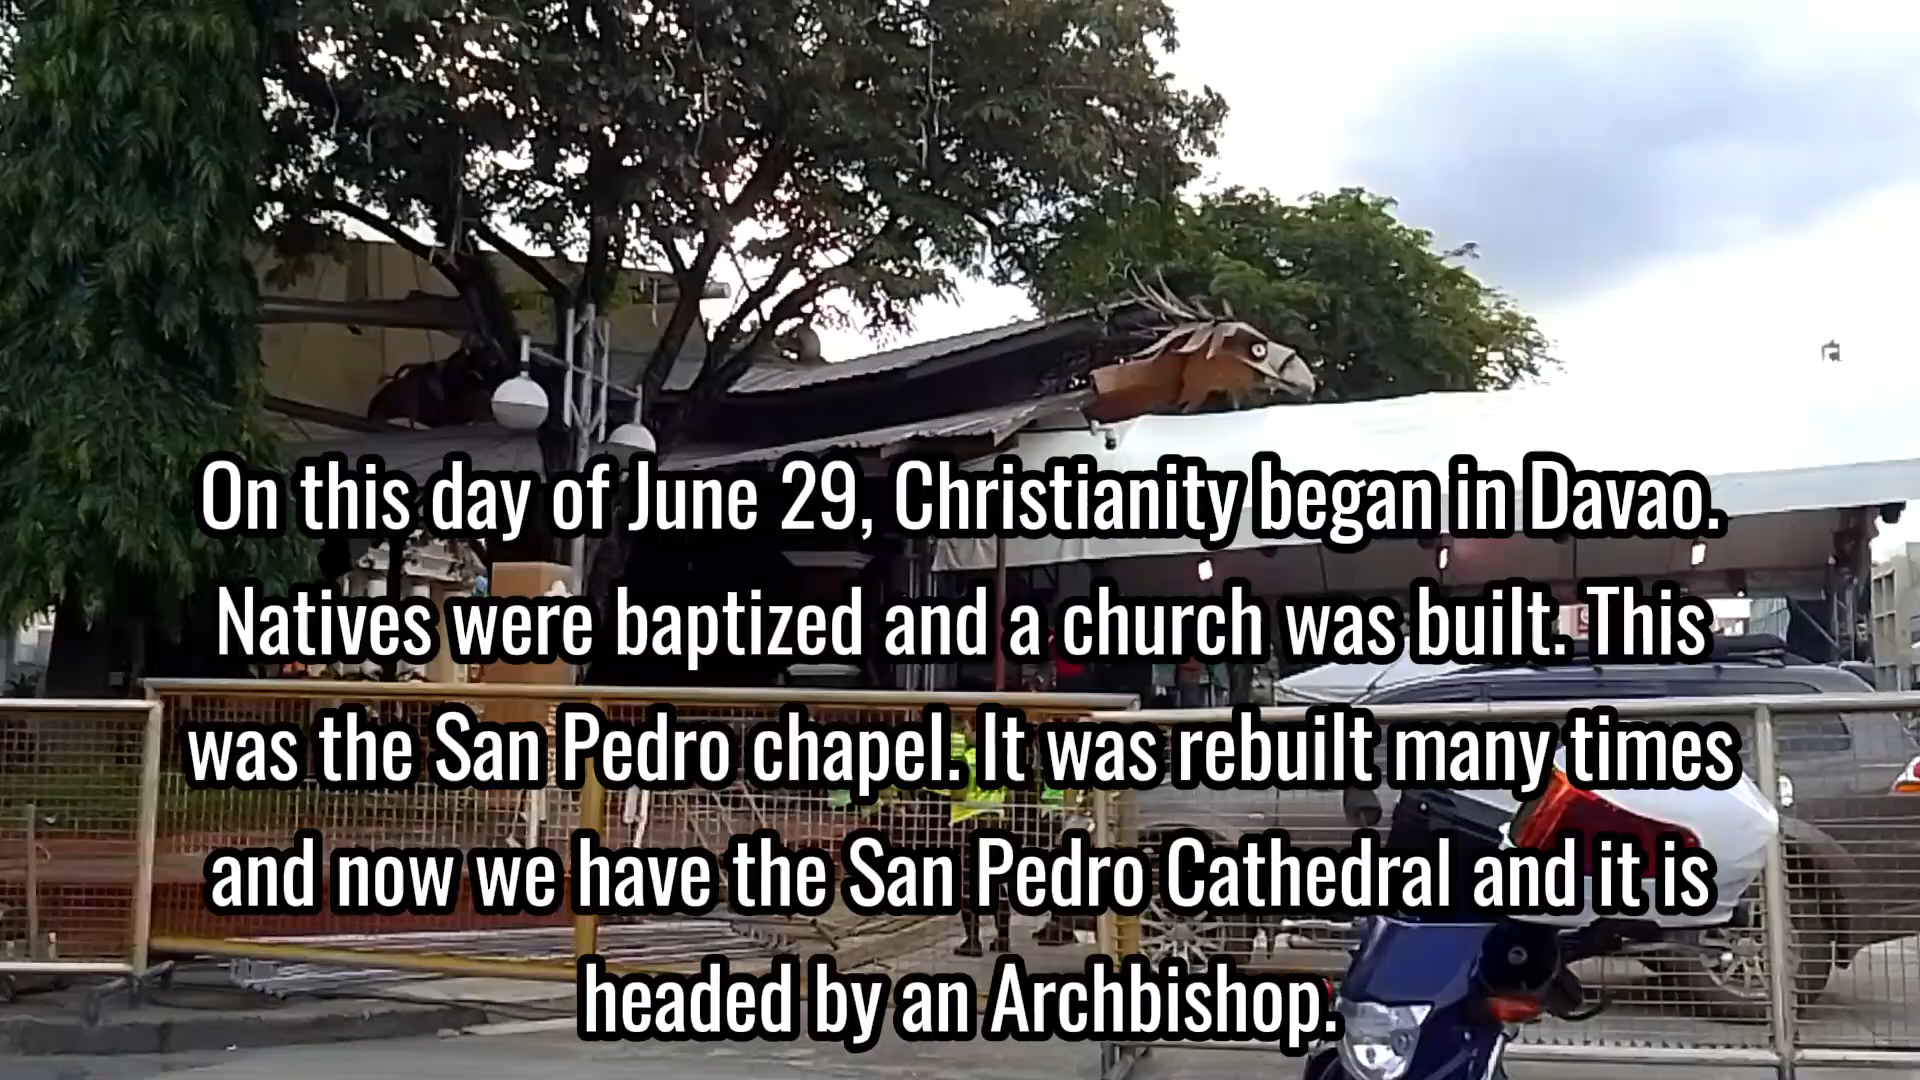 On this day of June 29, Christianity began in Davao.
Natives were baptized and a church was built. This
was the San Pedro chapel. It was rebuilt many times
and now we have the San Pedro Cathedral and it is
headed by an Archbishop.